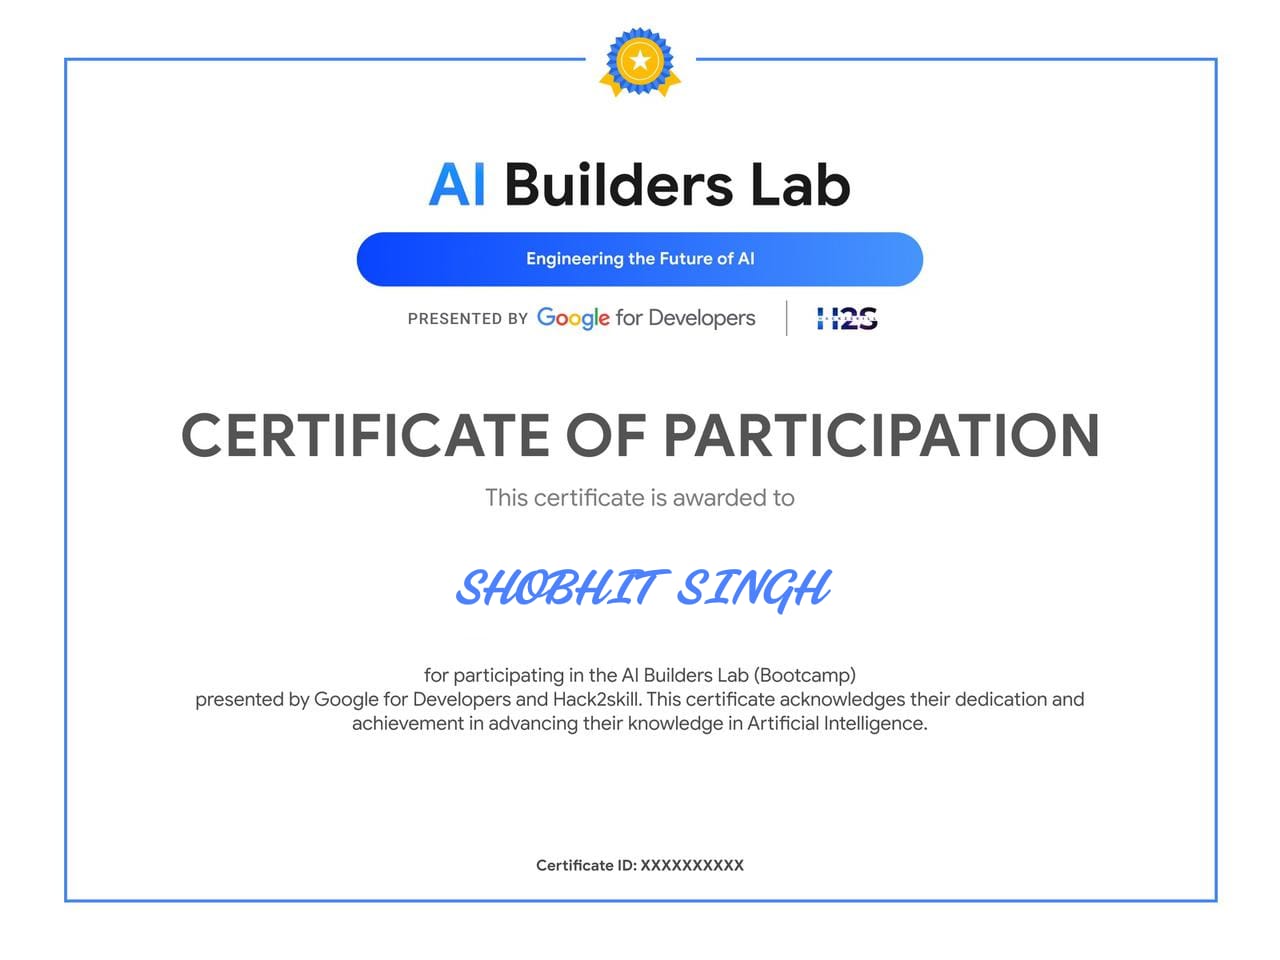 AI Builders Lab
Engineering the Future of AI
PRESENTED BY Google for Developers | H2S
HACK2SKILL
CERTIFICATE OF PARTICIPATION
This certificate is awarded to
SHOBHIT SINGH
for participating in the AI Builders Lab (Bootcamp)
presented by Google for Developers and Hack2skill. This certificate acknowledges their dedication and
achievement in advancing their knowledge in Artificial Intelligence.
Certificate ID: XXXXXXXXXX